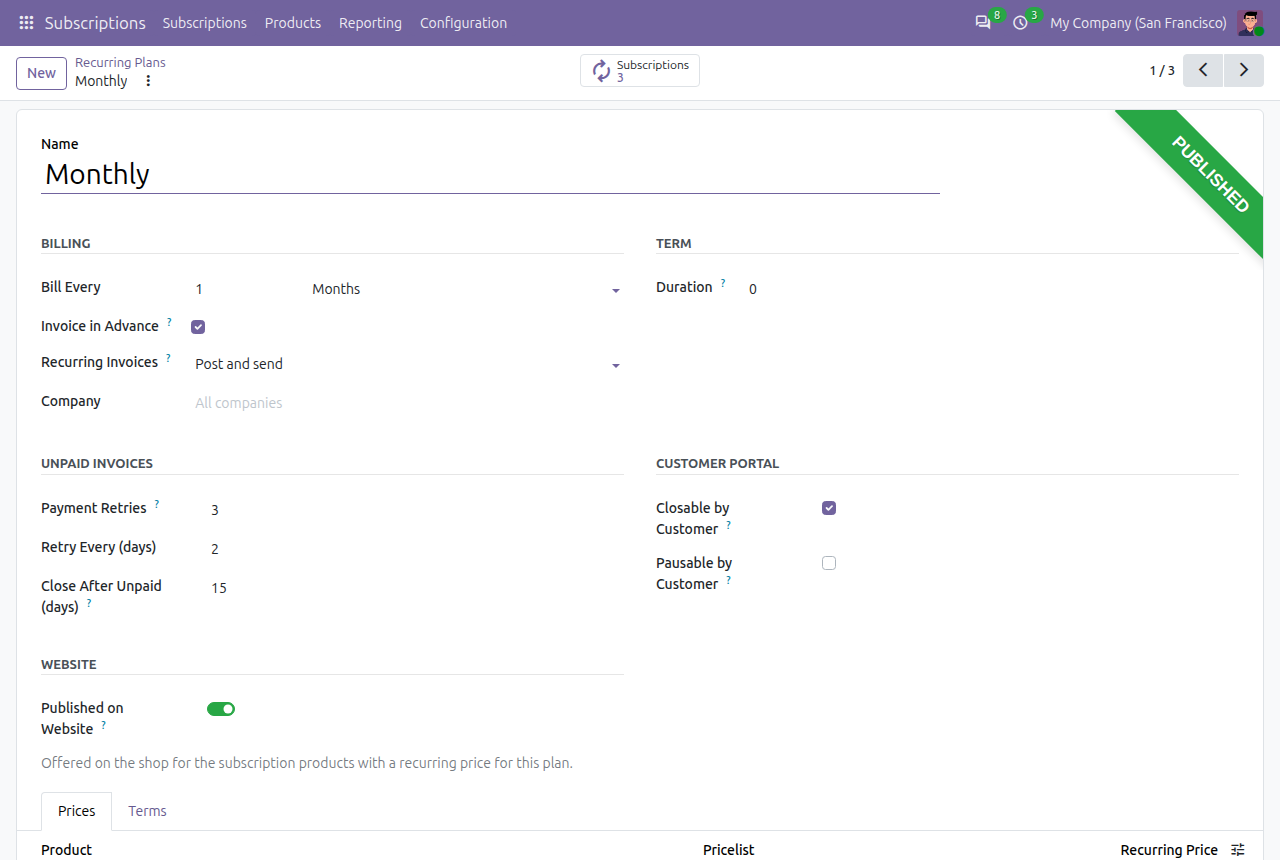 Subscriptions Subscriptions Products Reporting Configuration 8 3 My Company (San Francisco)
New Recurring Plans
Monthly
Subscriptions
3
1 / 3
Name
Monthly
PUBLISHED
BILLING
Bill Every 1 Months
Invoice in Advance ?
Recurring Invoices ? Post and send
Company All companies
TERM
Duration ? 0
UNPAID INVOICES
Payment Retries ? 3
Retry Every (days) 2
Close After Unpaid
(days) ? 15
CUSTOMER PORTAL
Closable by
Customer ?
Pausable by
Customer ?
WEBSITE
Published on
Website ?
Offered on the shop for the subscription products with a recurring price for this plan.
Prices Terms
Product Pricelist Recurring Price